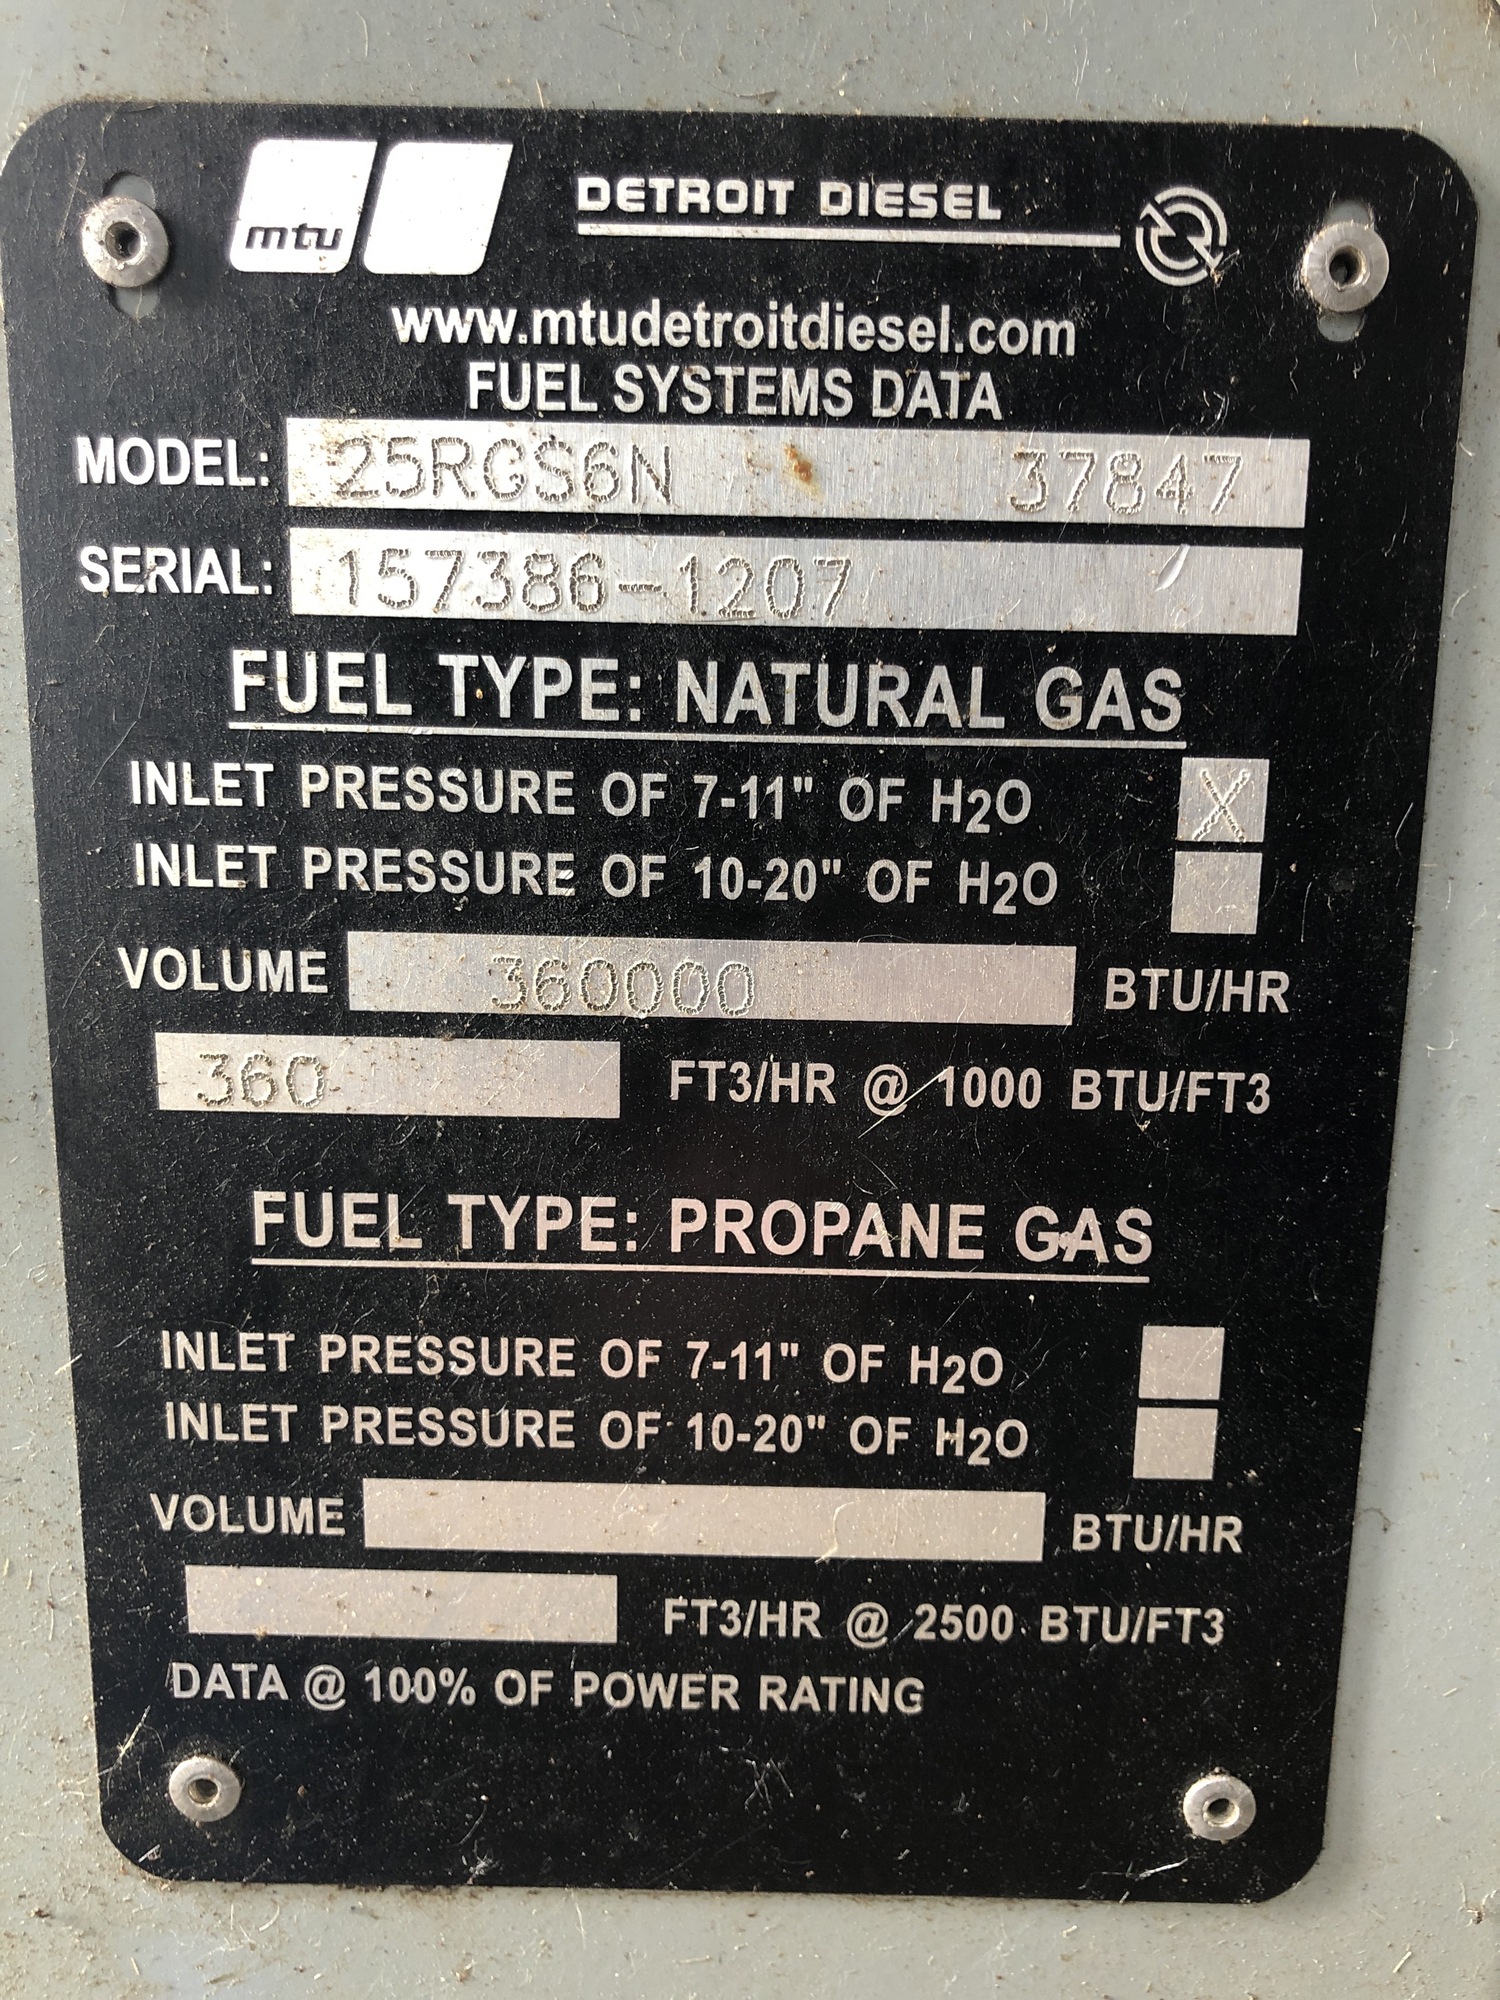 mtu
DETROIT DIESEL
www.mtudetroitdiesel.com
FUEL SYSTEMS DATA
MODEL: 25RCS6N 37847
SERIAL: 157386-1207
FUEL TYPE: NATURAL GAS
INLET PRESSURE OF 7-11" OF H2O X
INLET PRESSURE OF 10-20" OF H2O
VOLUME 360000 BTU/HR
360 FT3/HR @ 1000 BTU/FT3
FUEL TYPE: PROPANE GAS
INLET PRESSURE OF 7-11" OF H2O
INLET PRESSURE OF 10-20" OF H2O
VOLUME BTU/HR
FT3/HR @ 2500 BTU/FT3
DATA @ 100% OF POWER RATING